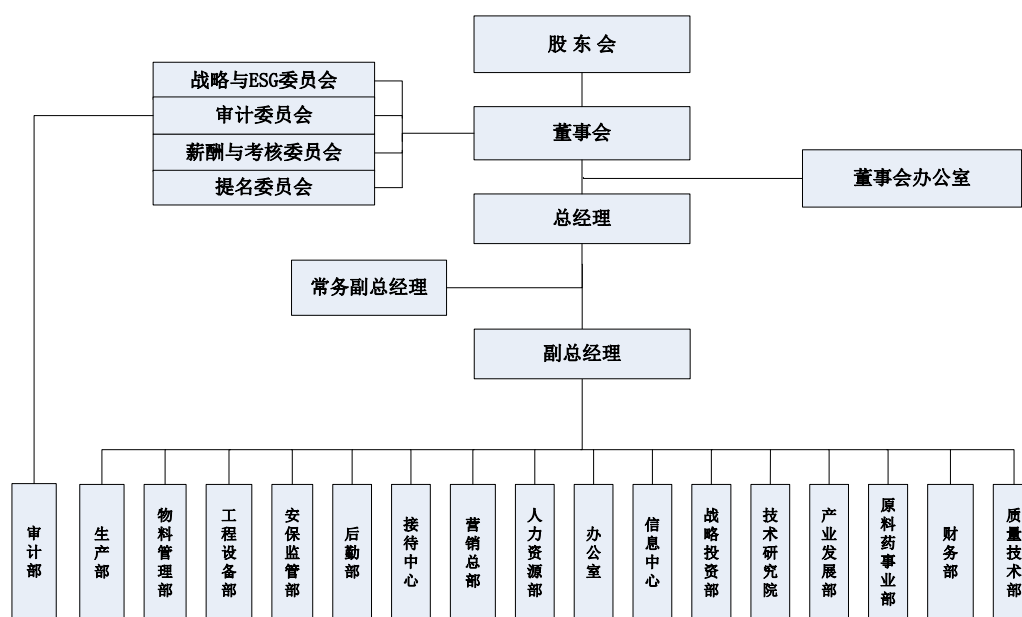 股东会
战略与ESG委员会
审计委员会
薪酬与考核委员会
提名委员会
董事会
董事会办公室
总经理
常务副总经理
副总经理
审计部
生产部
物料管理部
工程设备部
安保监管部
后勤部
接待中心
营销总部
人力资源部
办公室
信息中心
战略投资部
技术研究院
产业发展部
原料药事业部
财务部
质量技术部